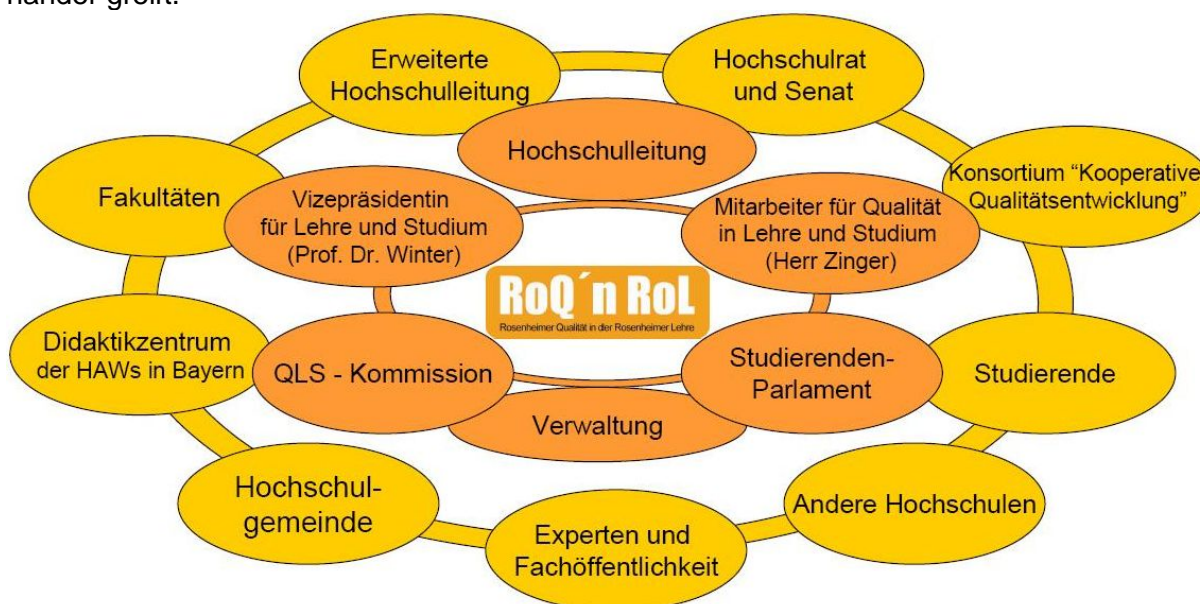 nander greift.
Erweiterte
Hochschulleitung
Hochschulrat
und Senat
Hochschulleitung
Fakultäten
Vizepräsidentin
für Lehre und Studium
(Prof. Dr. Winter)
Mitarbeiter für Qualität
in Lehre und Studium
(Herr Zinger)
Konsortium “Kooperative
Qualitätsentwicklung”
RoQ´n RoL
Rosenheimer Qualität in der Rosenheimer Lehre
Didaktikzentrum
der HAWs in Bayern
QLS - Kommission
Studierenden-
Parlament
Studierende
Verwaltung
Hochschul-
gemeinde
Experten und
Fachöffentlichkeit
Andere Hochschulen